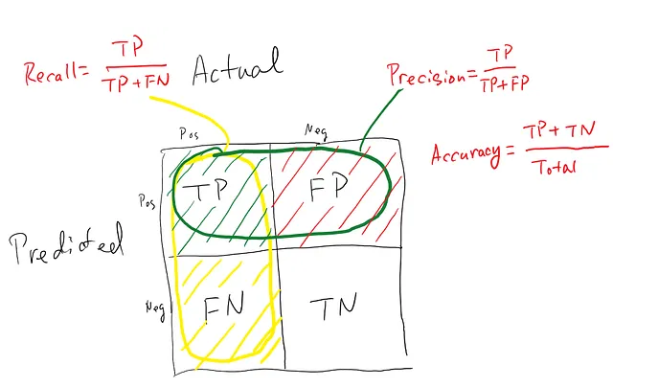 Recall = TP / TP+FN
Actual
Precision = TP / TP+FP
Accuracy = TP + TN / Total
Pos Neg
Pos TP FP
Predicted
Neg FN TN